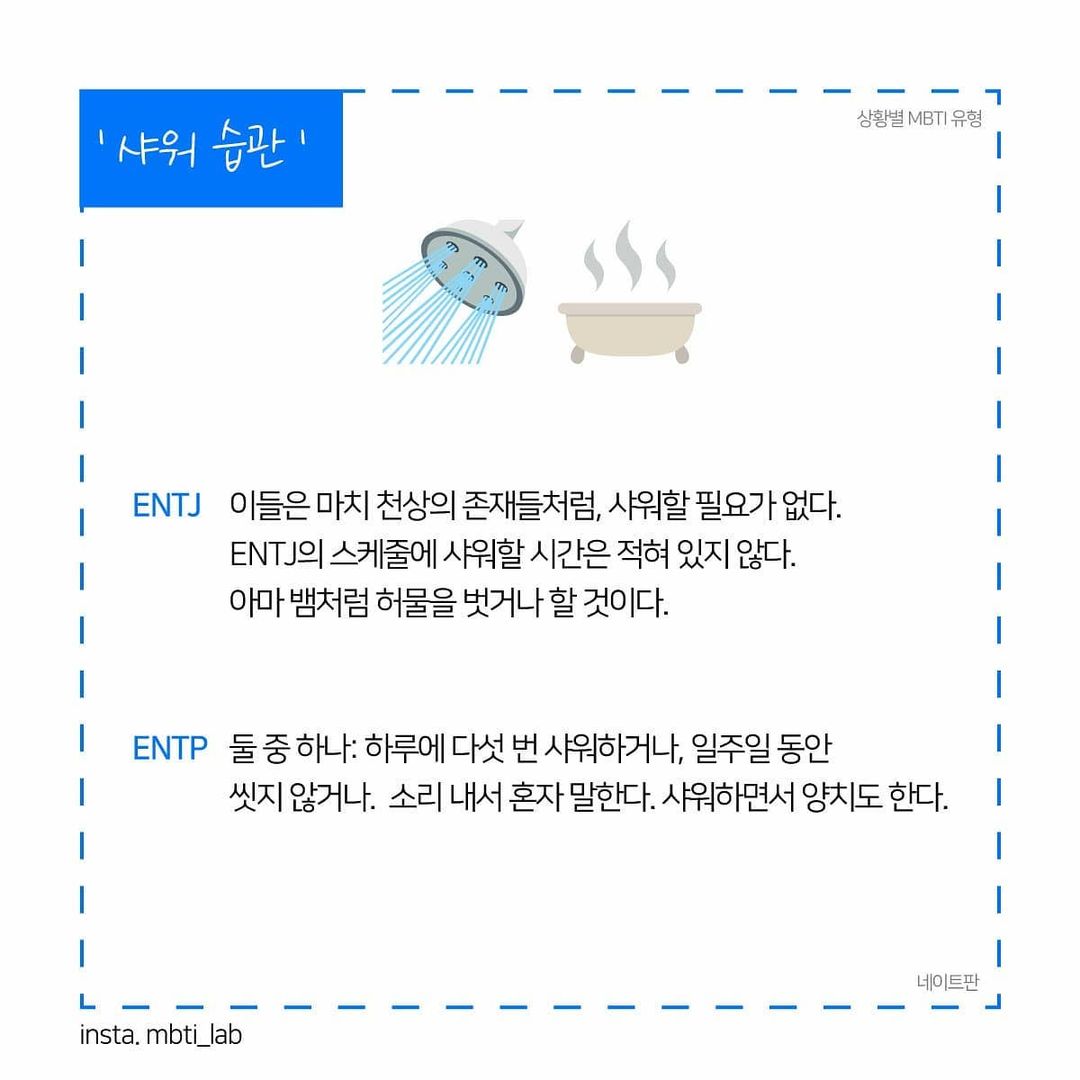 ' 샤워 습관 '
상황별 MBTI 유형
ENTJ 이들은 마치 천상의 존재들처럼, 샤워할 필요가 없다.
ENTJ의 스케줄에 샤워할 시간은 적혀 있지 않다.
아마 뱀처럼 허물을 벗거나 할 것이다.
ENTP 둘 중 하나: 하루에 다섯 번 샤워하거나, 일주일 동안
씻지 않거나. 소리 내서 혼자 말한다. 샤워하면서 양치도 한다.
네이트판
insta. mbti_lab